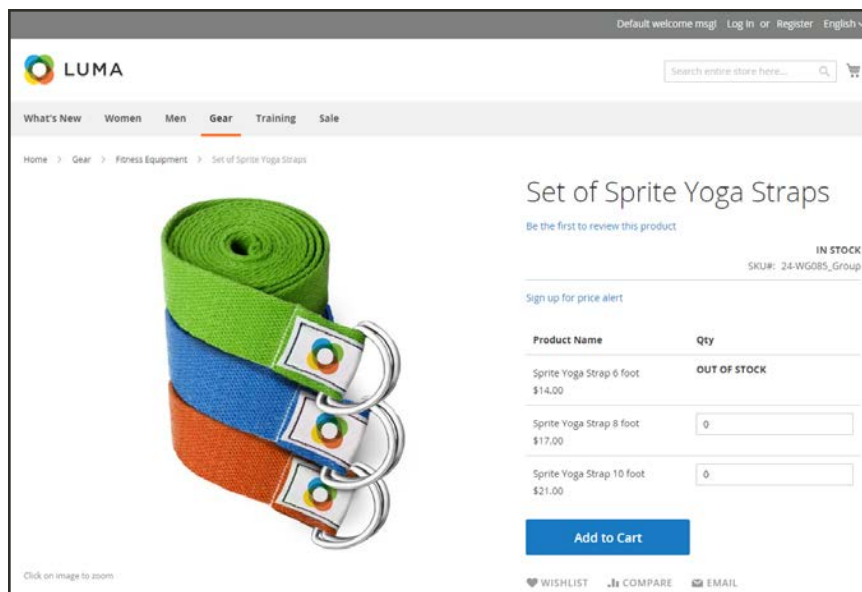 Default welcome msg! Log In or Register English
LUMA
Search entire store here...
What's New Women Men Gear Training Sale
Home > Gear > Fitness Equipment > Set of Sprite Yoga Straps
Set of Sprite Yoga Straps
Be the first to review this product
IN STOCK
SKU#: 24-WG085_Group
Sign up for price alert
Product Name Qty
Sprite Yoga Strap 6 foot OUT OF STOCK
$14.00
Sprite Yoga Strap 8 foot 0
$17.00
Sprite Yoga Strap 10 foot 0
$21.00
Add to Cart
Click on image to zoom
WISHLIST COMPARE EMAIL